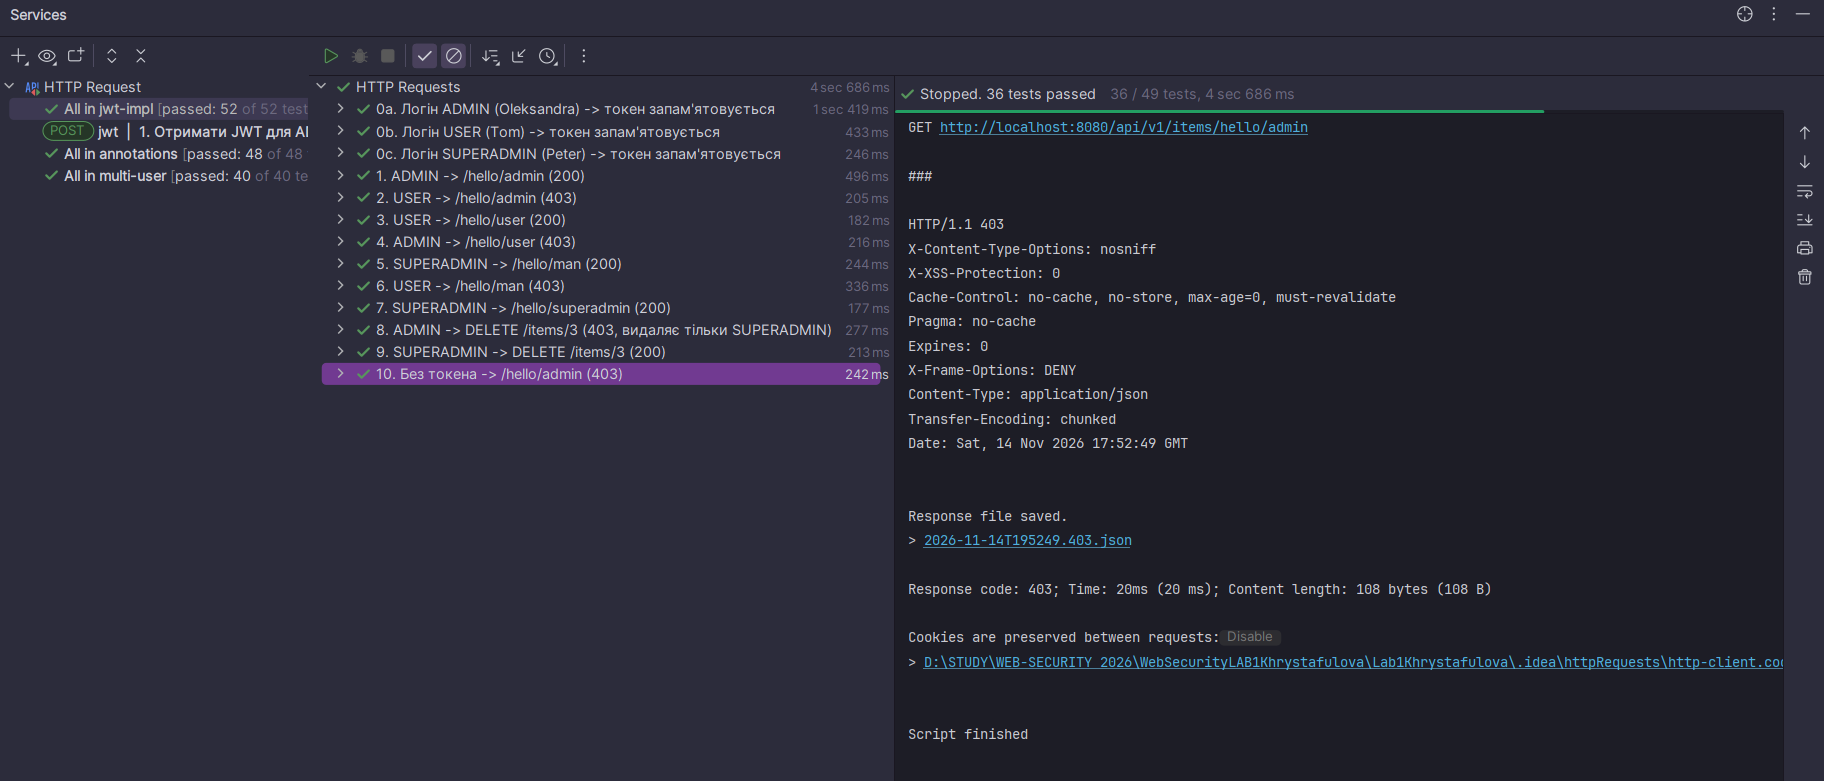 Services
HTTP Request
All in jwt-impl [passed: 52 of 52 test
POST jwt | 1. Отримати JWT для AI
All in annotations [passed: 48 of 48
All in multi-user [passed: 40 of 40 te
HTTP Requests 4 sec 686 ms
0a. Логін ADMIN (Oleksandra) -> токен запам'ятовується 1 sec 419 ms
0b. Логін USER (Tom) -> токен запам'ятовується 433 ms
0c. Логін SUPERADMIN (Peter) -> токен запам'ятовується 246 ms
1. ADMIN -> /hello/admin (200) 496 ms
2. USER -> /hello/admin (403) 205 ms
3. USER -> /hello/user (200) 182 ms
4. ADMIN -> /hello/user (403) 216 ms
5. SUPERADMIN -> /hello/man (200) 244 ms
6. USER -> /hello/man (403) 336 ms
7. SUPERADMIN -> /hello/superadmin (200) 177 ms
8. ADMIN -> DELETE /items/3 (403, видаляє тільки SUPERADMIN) 277 ms
9. SUPERADMIN -> DELETE /items/3 (200) 213 ms
10. Без токена -> /hello/admin (403) 242 ms
Stopped. 36 tests passed 36 / 49 tests, 4 sec 686 ms
GET http://localhost:8080/api/v1/items/hello/admin
###
HTTP/1.1 403
X-Content-Type-Options: nosniff
X-XSS-Protection: 0
Cache-Control: no-cache, no-store, max-age=0, must-revalidate
Pragma: no-cache
Expires: 0
X-Frame-Options: DENY
Content-Type: application/json
Transfer-Encoding: chunked
Date: Sat, 14 Nov 2026 17:52:49 GMT
Response file saved.
> 2026-11-14T195249.403.json
Response code: 403; Time: 20ms (20 ms); Content length: 108 bytes (108 B)
Cookies are preserved between requests: Disable
> D:\STUDY\WEB-SECURITY 2026\WebSecurityLAB1Khrystafulova\Lab1Khrystafulova\.idea\httpRequests\http-client.coo
Script finished